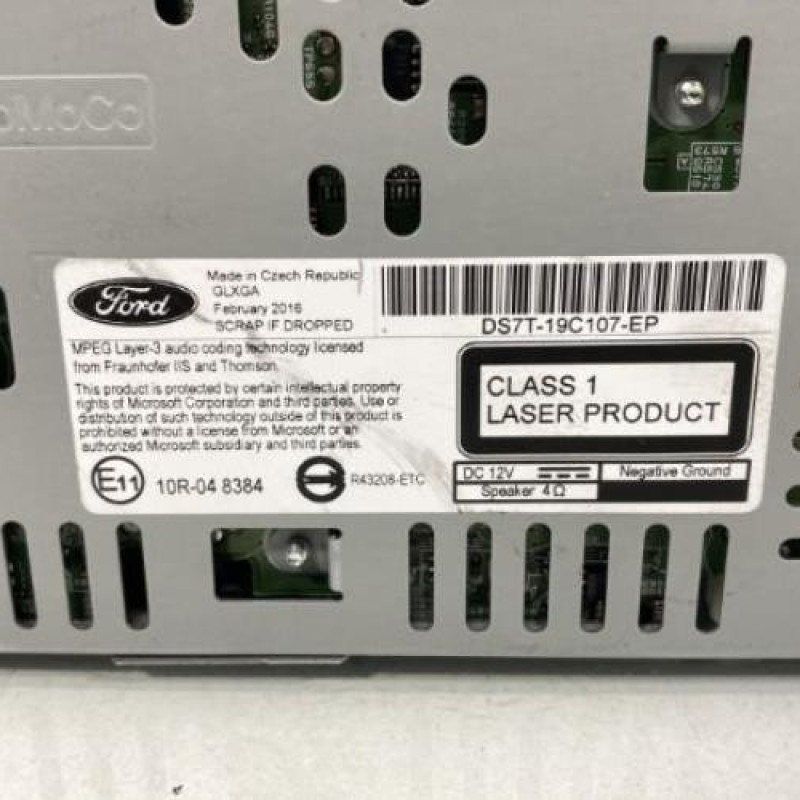 oMoCo
Ford
Made in Czech Republic
GLXGA
February 2016
SCRAP IF DROPPED
DS7T-19C107-EP
MPEG Layer-3 audio coding technology licensed
from Fraunhofer IIS and Thomson.
This product is protected by certain intellectual property
rights of Microsoft Corporation and third parties. Use or
distribution of such technology outside of this product is
prohibited without a license from Microsoft or an
authorized Microsoft subsidiary and third parties.
CLASS 1
LASER PRODUCT
E11
10R-04 8384
R43208-ETC
DC 12V
Negative Ground
Speaker 4Ω